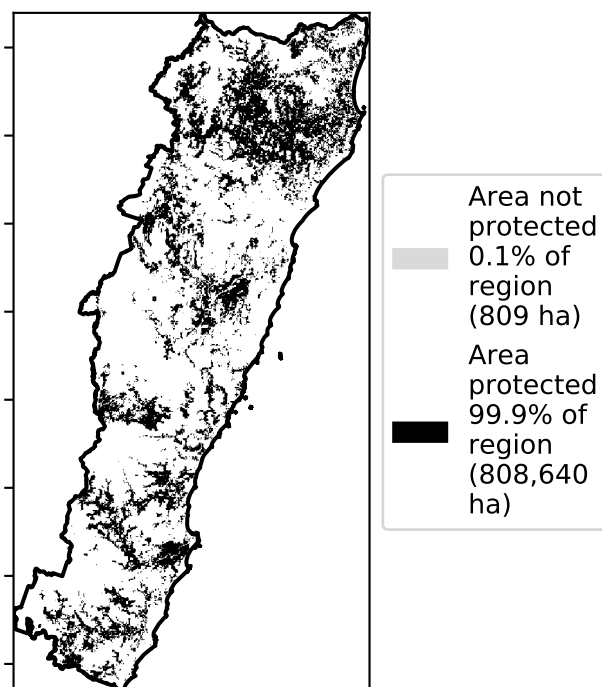 Area not
protected
0.1% of
region
(809 ha)
Area
protected
99.9% of
region
(808,640
ha)